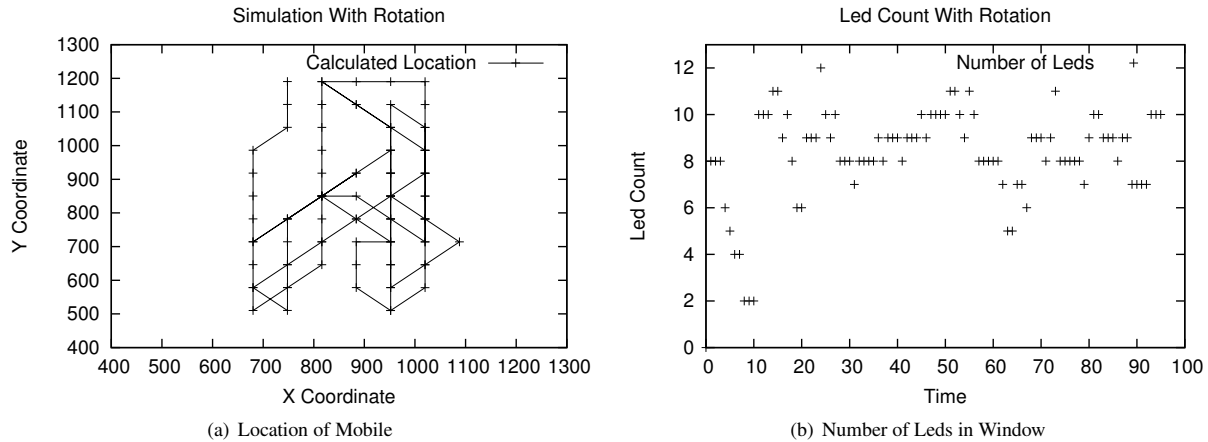 Simulation With Rotation
1300
1200
1100
1000
900
800
700
600
500
400
Y Coordinate
Calculated Location
400 500 600 700 800 900 1000 1100 1200 1300
X Coordinate
(a) Location of Mobile
Led Count With Rotation
12
10
8
6
4
2
0
Led Count
Number of Leds
0 10 20 30 40 50 60 70 80 90 100
Time
(b) Number of Leds in Window